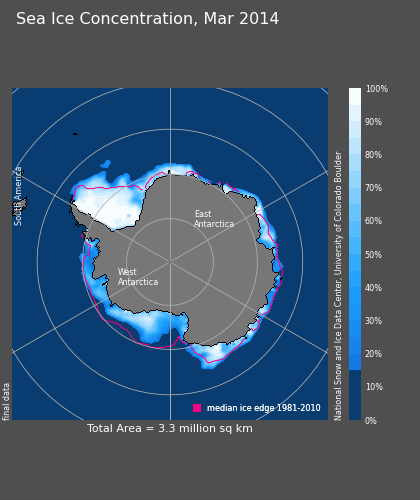 Sea Ice Concentration, Mar 2014
South America
East
Antarctica
West
Antarctica
final data
median ice edge 1981-2010
Total Area = 3.3 million sq km
National Snow and Ice Data Center, University of Colorado Boulder
100%
90%
80%
70%
60%
50%
40%
30%
20%
10%
0%